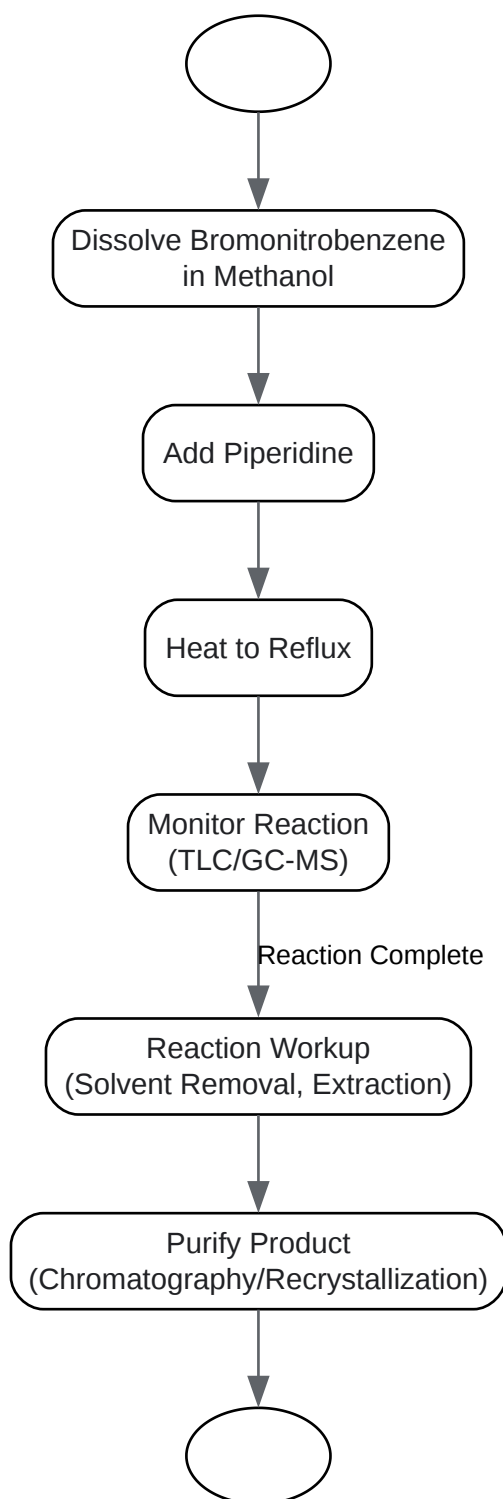 Dissolve Bromonitrobenzene
in Methanol
Add Piperidine
Heat to Reflux
Monitor Reaction
(TLC/GC-MS)
Reaction Complete
Reaction Workup
(Solvent Removal, Extraction)
Purify Product
(Chromatography/Recrystallization)